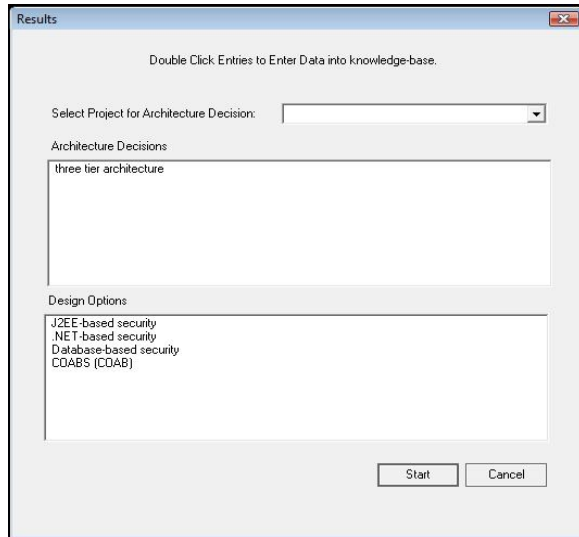 Results
Double Click Entries to Enter Data into knowledge-base.
Select Project for Architecture Decision:
Architecture Decisions
three tier architecture
Design Options
J2EE-based security
.NET-based security
Database-based security
COABS (COAB)
Start Cancel